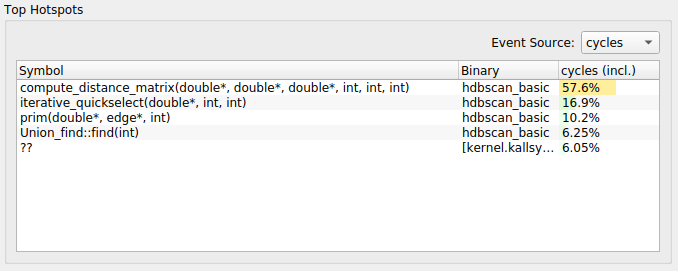 Top Hotspots
Event Source: cycles
Symbol Binary cycles (incl.)
compute_distance_matrix(double*, double*, double*, int, int, int) hdbscan_basic 57.6%
iterative_quickselect(double*, int, int) hdbscan_basic 16.9%
prim(double*, edge*, int) hdbscan_basic 10.2%
Union_find::find(int) hdbscan_basic 6.25%
?? [kernel.kallsy... 6.05%